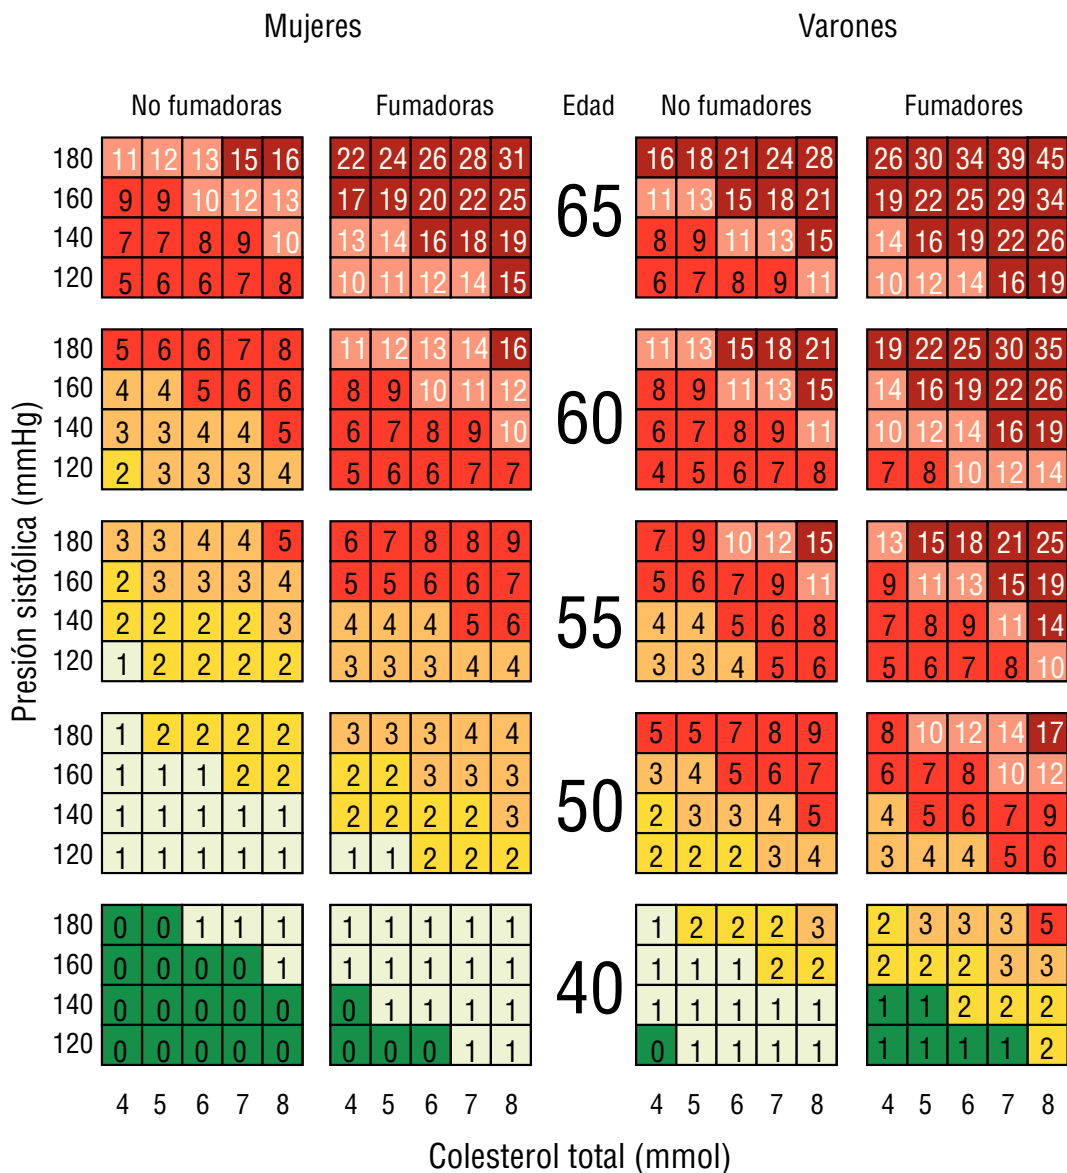 Mujeres Varones
No fumadoras Fumadoras Edad No fumadores Fumadores
180 11 12 13 15 16 22 24 26 28 31 16 18 21 24 28 26 30 34 39 45
160 9 9 10 12 13 17 19 20 22 25 65 11 13 15 18 21 19 22 25 29 34
140 7 7 8 9 10 13 14 16 18 19 8 9 11 13 15 14 16 19 22 26
120 5 6 6 7 8 10 11 12 14 15 6 7 8 9 11 10 12 14 16 19
180 5 6 6 7 8 11 12 13 14 16 11 13 15 18 21 19 22 25 30 35
160 4 4 5 6 6 8 9 10 11 12 60 8 9 11 13 15 14 16 19 22 26
140 3 3 4 4 5 6 7 8 9 10 6 7 8 9 11 10 12 14 16 19
120 2 3 3 3 4 5 6 6 7 7 4 5 6 7 8 7 8 10 12 14
Presión sistólica (mmHg)
180 3 3 4 4 5 6 7 8 8 9 7 9 10 12 15 13 15 18 21 25
160 2 3 3 3 4 5 5 6 6 7 55 5 6 7 9 11 9 11 13 15 19
140 2 2 2 2 3 4 4 4 5 6 4 4 5 6 8 7 8 9 11 14
120 1 2 2 2 2 3 3 3 4 4 3 3 4 5 6 5 6 7 8 10
180 1 2 2 2 2 3 3 3 4 4 5 5 7 8 9 8 10 12 14 17
160 1 1 1 2 2 2 2 3 3 3 50 3 4 5 6 7 6 7 8 10 12
140 1 1 1 1 1 2 2 2 2 3 2 3 3 4 5 4 5 6 7 9
120 1 1 1 1 1 1 1 2 2 2 2 2 2 3 4 3 4 4 5 6
180 0 0 1 1 1 1 1 1 1 1 1 2 2 2 3 2 3 3 3 5
160 0 0 0 0 1 1 1 1 1 1 40 1 1 1 2 2 2 2 2 3 3
140 0 0 0 0 0 0 1 1 1 1 1 1 1 1 1 1 1 2 2 2
120 0 0 0 0 0 0 0 0 1 1 0 1 1 1 1 1 1 1 1 2
4 5 6 7 8 4 5 6 7 8 4 5 6 7 8 4 5 6 7 8
Colesterol total (mmol)